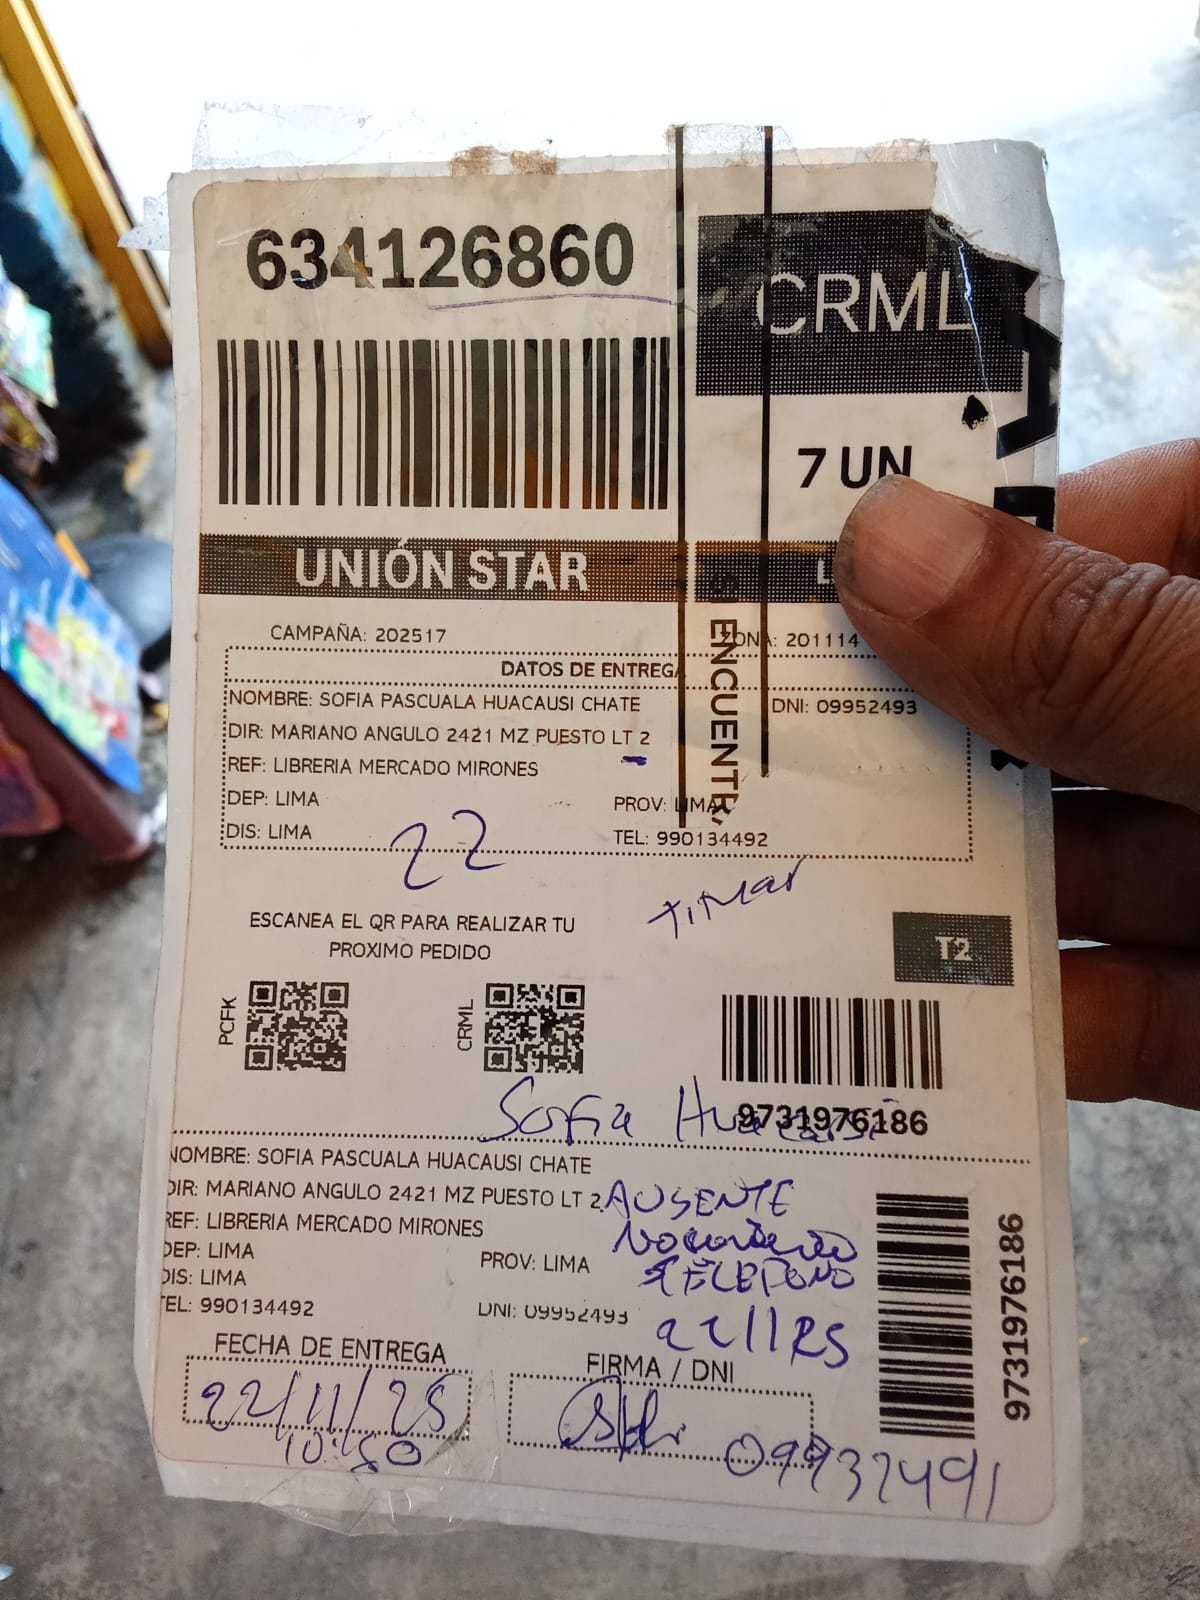 634126860
CRML
7 UN
UNIÓN STAR
CAMPAÑA: 202517
ZONA: 201114
DATOS DE ENTREGA
NOMBRE: SOFIA PASCUALA HUACAUSI CHATE
DNI: 09952493
DIR: MARIANO ANGULO 2421 MZ PUESTO LT 2
REF: LIBRERIA MERCADO MIRONES
DEP: LIMA
PROV: LIMA
DIS: LIMA
TEL: 990134492
22
ESCANEA EL QR PARA REALIZAR TU
PROXIMO PEDIDO
T2
PCFK
CRML
9731976186
Sofia Huacausi
NOMBRE: SOFIA PASCUALA HUACAUSI CHATE
DIR: MARIANO ANGULO 2421 MZ PUESTO LT 2
REF: LIBRERIA MERCADO MIRONES
DEP: LIMA
PROV: LIMA
DIS: LIMA
TEL: 990134492
DNI: 09952493
AUSENTE
TELEFONO
9731976186
FECHA DE ENTREGA
FIRMA / DNI
22/11/25
10:50